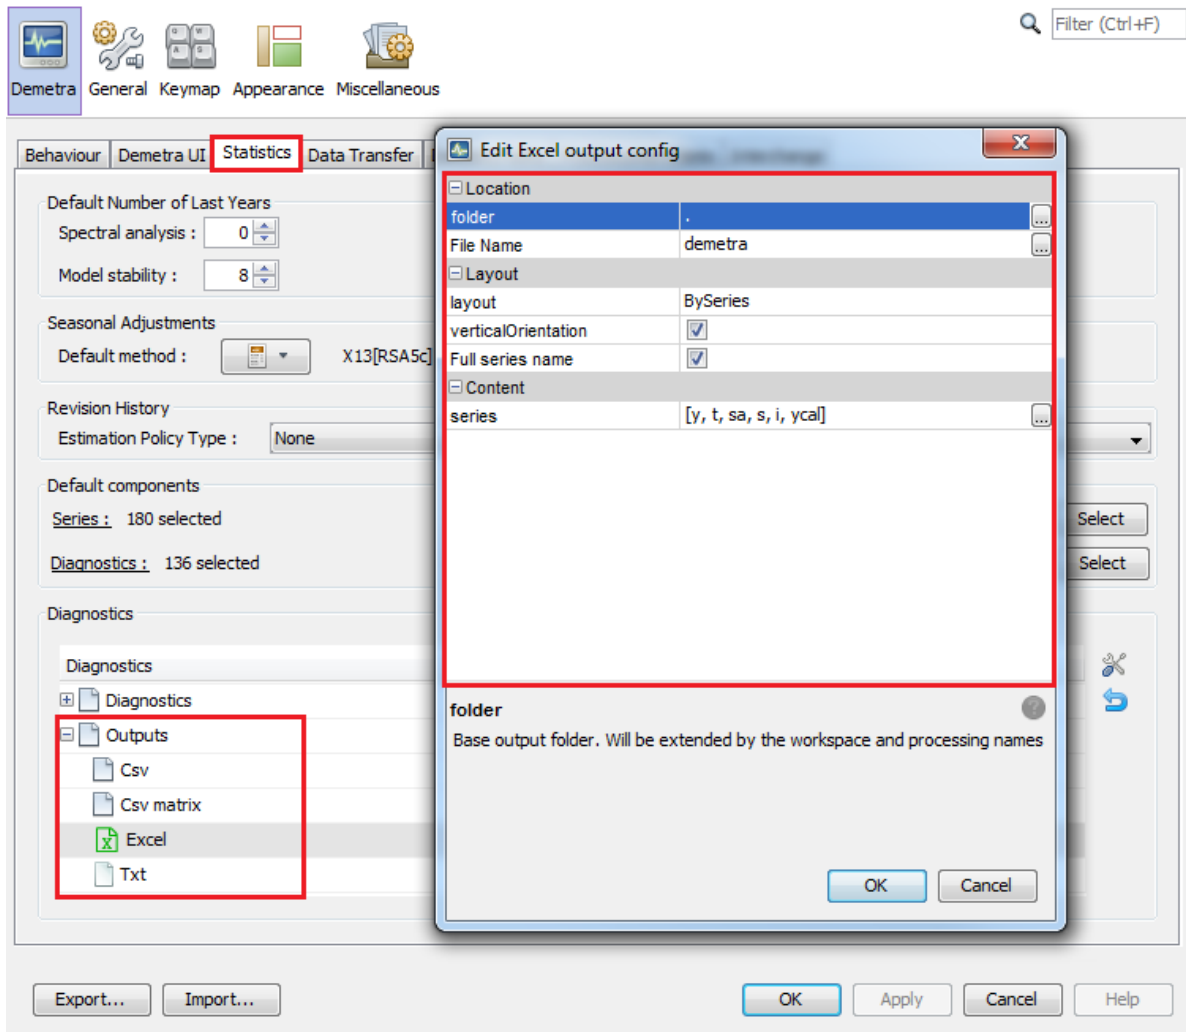 Filter (Ctrl+F)
Demetra General Keymap Appearance Miscellaneous
Behaviour Demetra UI Statistics Data Transfer
Default Number of Last Years
Spectral analysis : 0
Model stability : 8
Seasonal Adjustments
Default method : X13[RSA5c]
Revision History
Estimation Policy Type : None
Default components
Series : 180 selected
Select
Diagnostics : 136 selected
Select
Diagnostics
Diagnostics
Diagnostics
Outputs
Csv
Csv matrix
Excel
Txt
Edit Excel output config
Location
folder .
...
File Name demetra
...
Layout
layout BySeries
verticalOrientation
Full series name
Content
series [y, t, sa, s, i, ycal]
...
folder
?
Base output folder. Will be extended by the workspace and processing names
OK Cancel
Export... Import... OK Apply Cancel Help